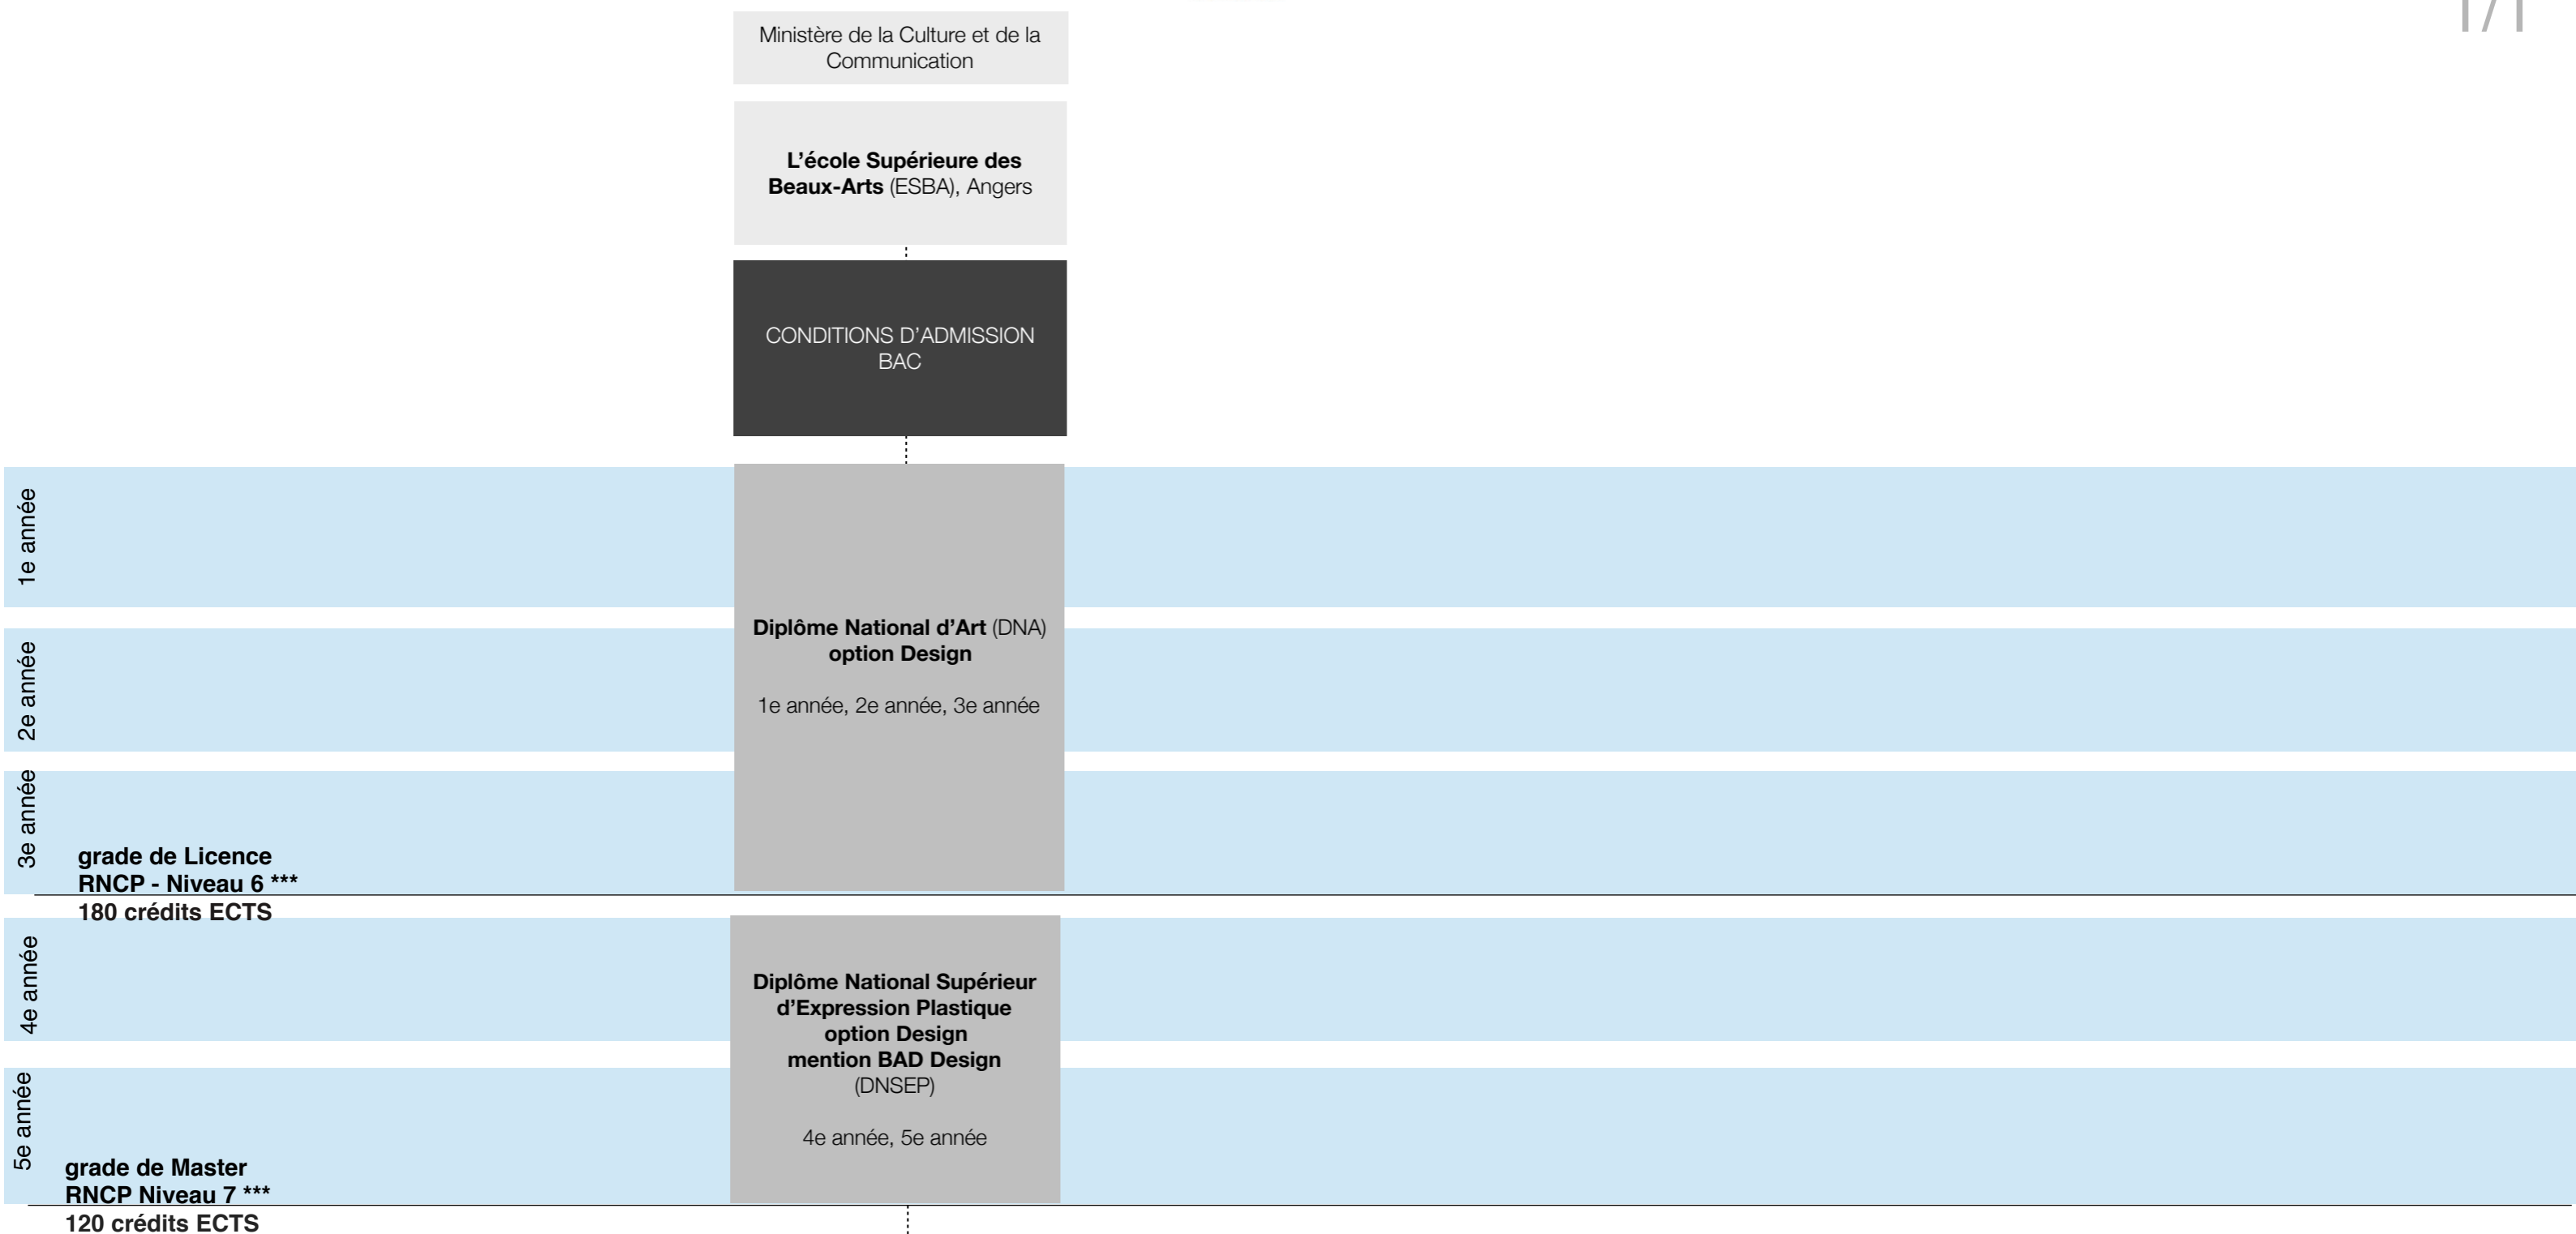 1/1
Ministère de la Culture et de la
Communication
L’école Supérieure des
Beaux-Arts (ESBA), Angers
CONDITIONS D’ADMISSION
BAC
1e année
2e année
3e année
Diplôme National d’Art (DNA)
option Design
1e année, 2e année, 3e année
grade de Licence
RNCP - Niveau 6 ***
180 crédits ECTS
4e année
5e année
Diplôme National Supérieur
d’Expression Plastique
option Design
mention BAD Design
(DNSEP)
4e année, 5e année
grade de Master
RNCP Niveau 7 ***
120 crédits ECTS